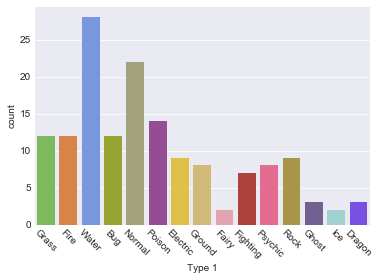 25
20
15
10
5
0
count
Grass
Fire
Water
Bug
Normal
Poison
Electric
Ground
Fairy
Fighting
Psychic
Rock
Ghost
Ice
Dragon
Type 1